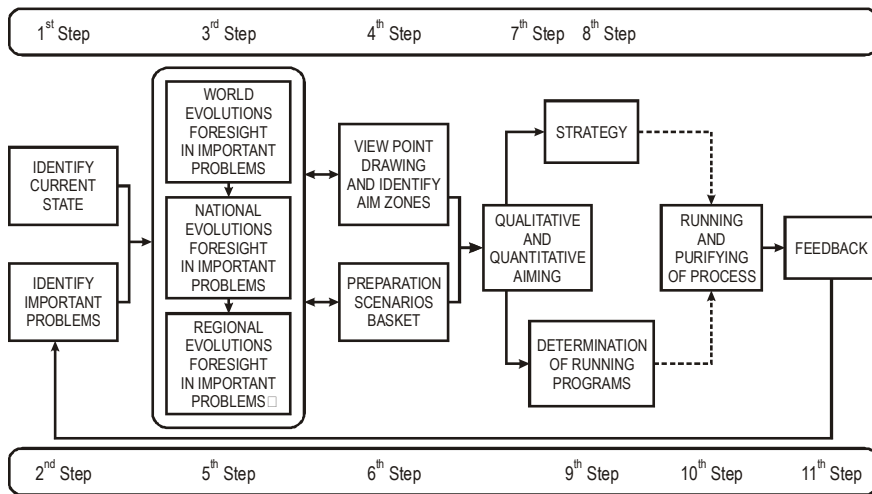 1st Step 3rd Step 4th Step 7th Step 8th Step
WORLD
EVOLUTIONS
FORESIGHT
IN IMPORTANT
PROBLEMS
IDENTIFY
CURRENT
STATE
IDENTIFY
IMPORTANT
PROBLEMS
NATIONAL
EVOLUTIONS
FORESIGHT
IN IMPORTANT
PROBLEMS
REGIONAL
EVOLUTIONS
FORESIGHT
IN IMPORTANT
PROBLEMS□
VIEW POINT
DRAWING
AND IDENTIFY
AIM ZONES
PREPARATION
SCENARIOS
BASKET
QUALITATIVE
AND
QUANTITATIVE
AIMING
STRATEGY
DETERMINATION
OF RUNNING
PROGRAMS
RUNNING
AND
PURIFYING
OF PROCESS
FEEDBACK
2nd Step 5th Step 6th Step 9th Step 10th Step 11th Step